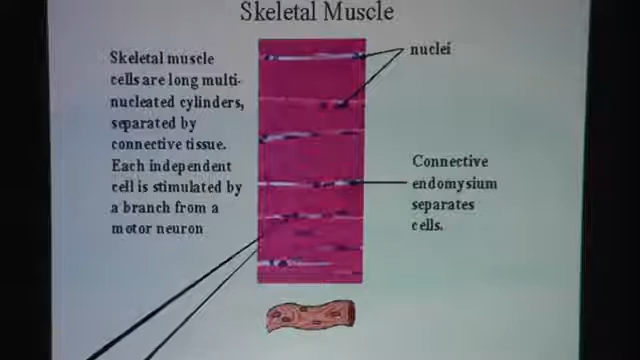 Skeletal Muscle
Skeletal muscle
cells are long multi-
nucleated cylinders,
separated by
connective tissue.
Each independent
cell is stimulated by
a branch from a
motor neuron
nuclei
Connective
endomysium
separates
cells.